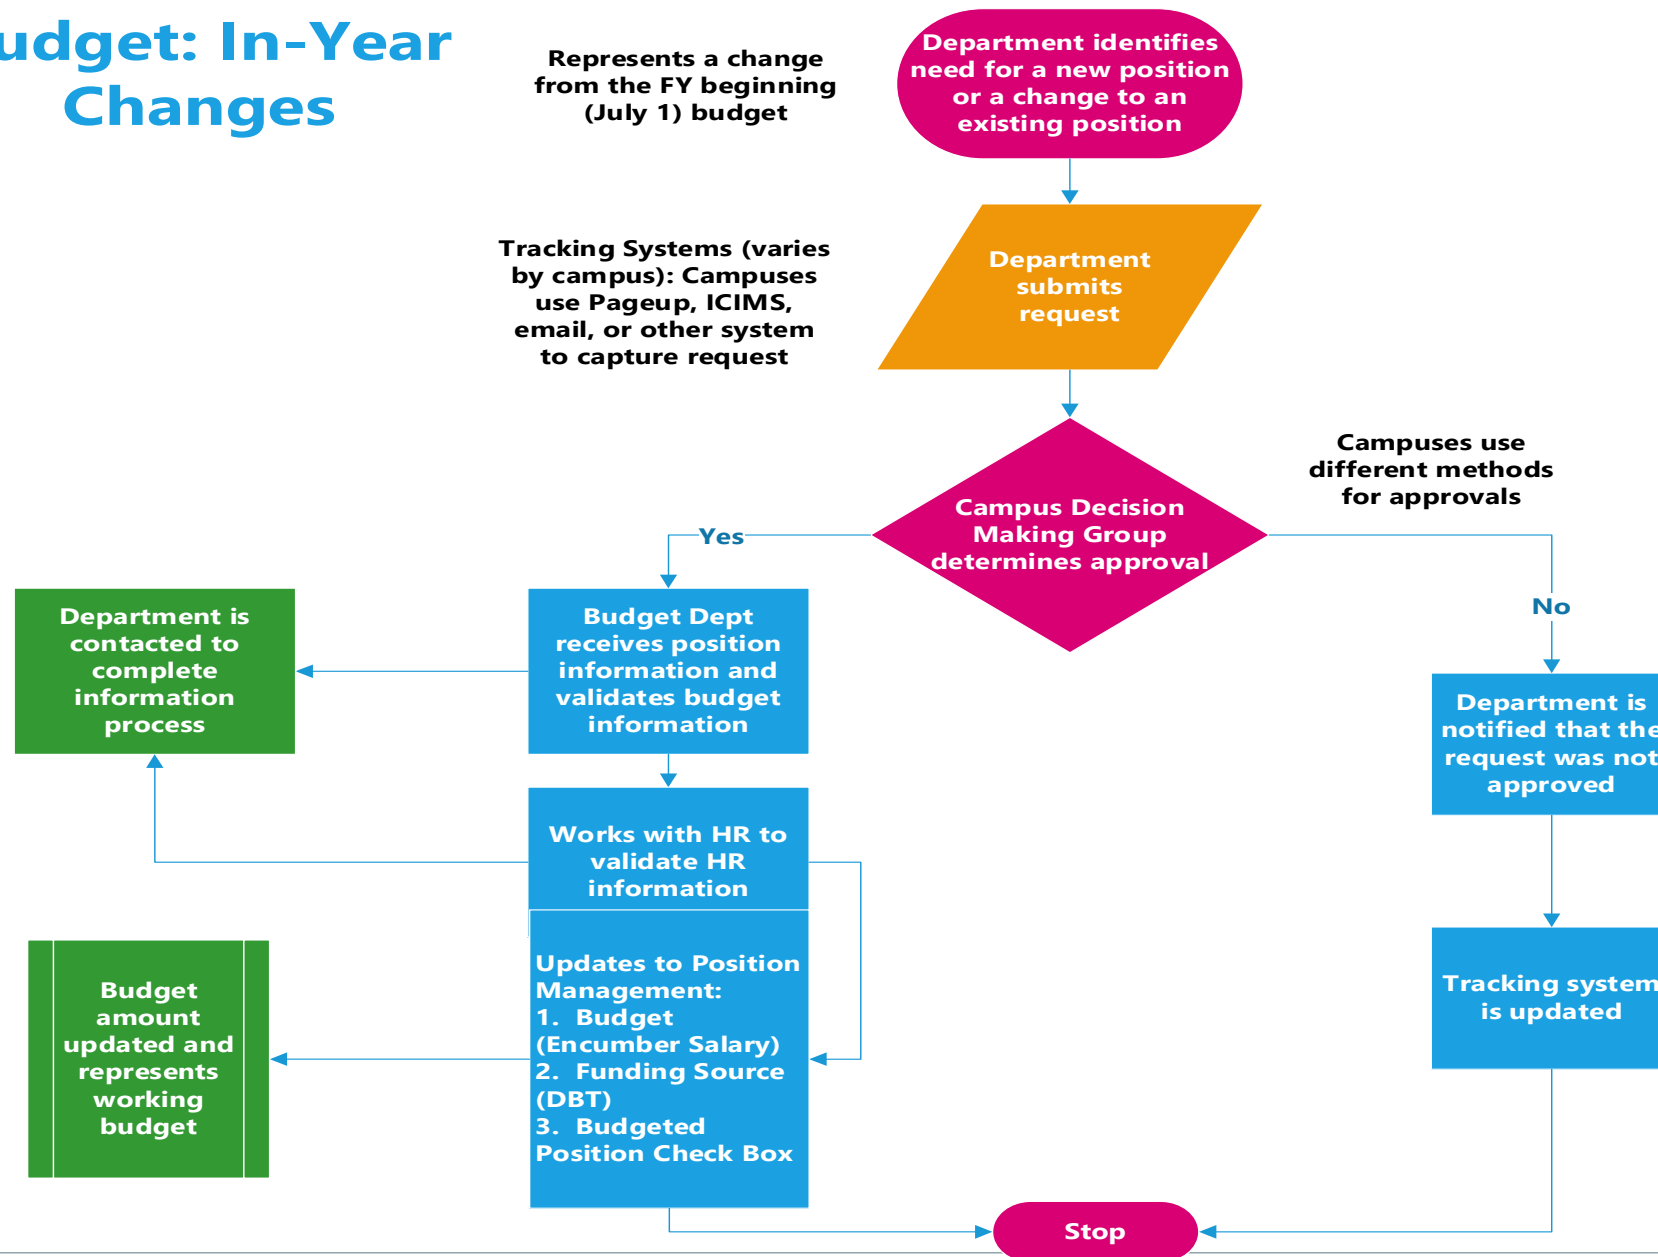 udget: In-Year
Changes
Represents a change
from the FY beginning
(July 1) budget
Department identifies
need for a new position
or a change to an
existing position
Tracking Systems (varies
by campus): Campuses
use Pageup, ICIMS,
email, or other system
to capture request
Department
submits
request
Campuses use
different methods
for approvals
Campus Decision
Making Group
determines approval
Yes
No
Department is
contacted to
complete
information
process
Budget Dept
receives position
information and
validates budget
information
Department is
notified that the
request was not
approved
Works with HR to
validate HR
information
Budget
amount
updated and
represents
working
budget
Updates to Position
Management:
1. Budget
(Encumber Salary)
2. Funding Source
(DBT)
3. Budgeted
Position Check Box
Tracking system
is updated
Stop